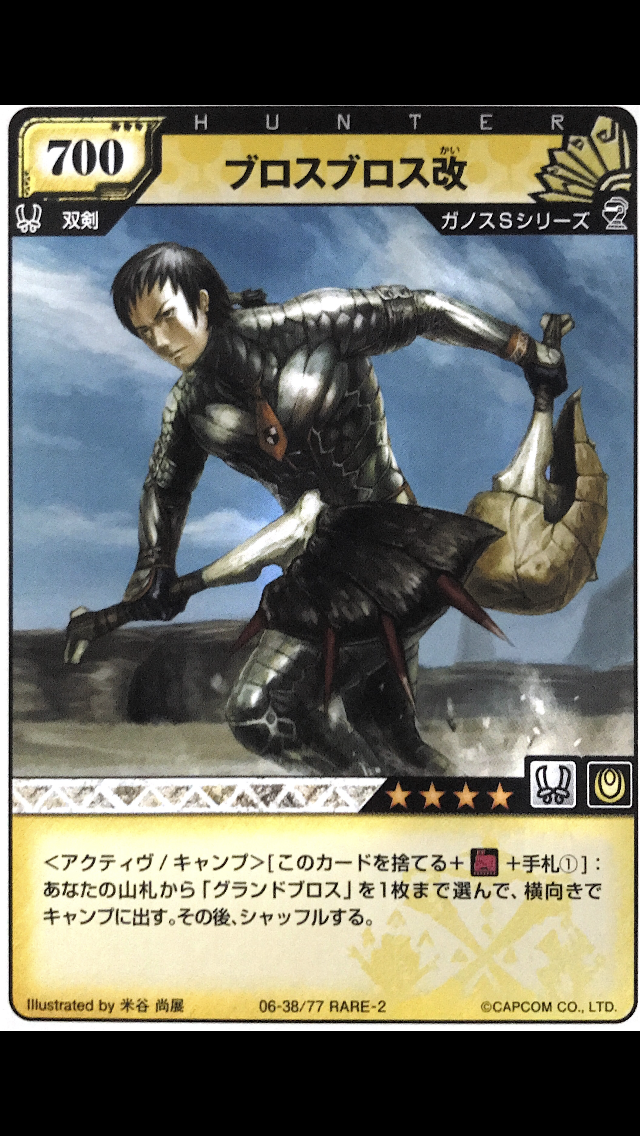 HUNTER
700
かい
ブロスブロス改
双剣
ガノスSシリーズ
<アクティヴ / キャンプ>[このカードを捨てる+ +手札①]:
あなたの山札から「グランドブロス」を1枚まで選んで、横向きで
キャンプに出す。その後、シャッフルする。
Illustrated by 米谷 尚展
06-38/77 RARE-2
©CAPCOM CO., LTD.